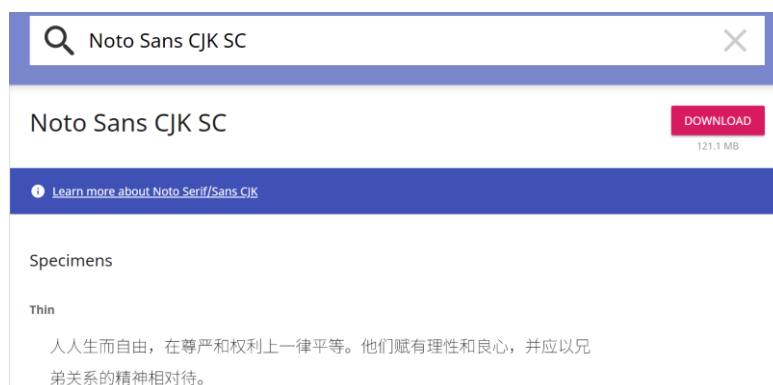 Noto Sans CJK SC
Noto Sans CJK SC
DOWNLOAD
121.1 MB
Learn more about Noto Serif/Sans CJK
Specimens
Thin
人人生而自由，在尊严和权利上一律平等。他们赋有理性和良心，并应以兄
弟关系的精神相对待。